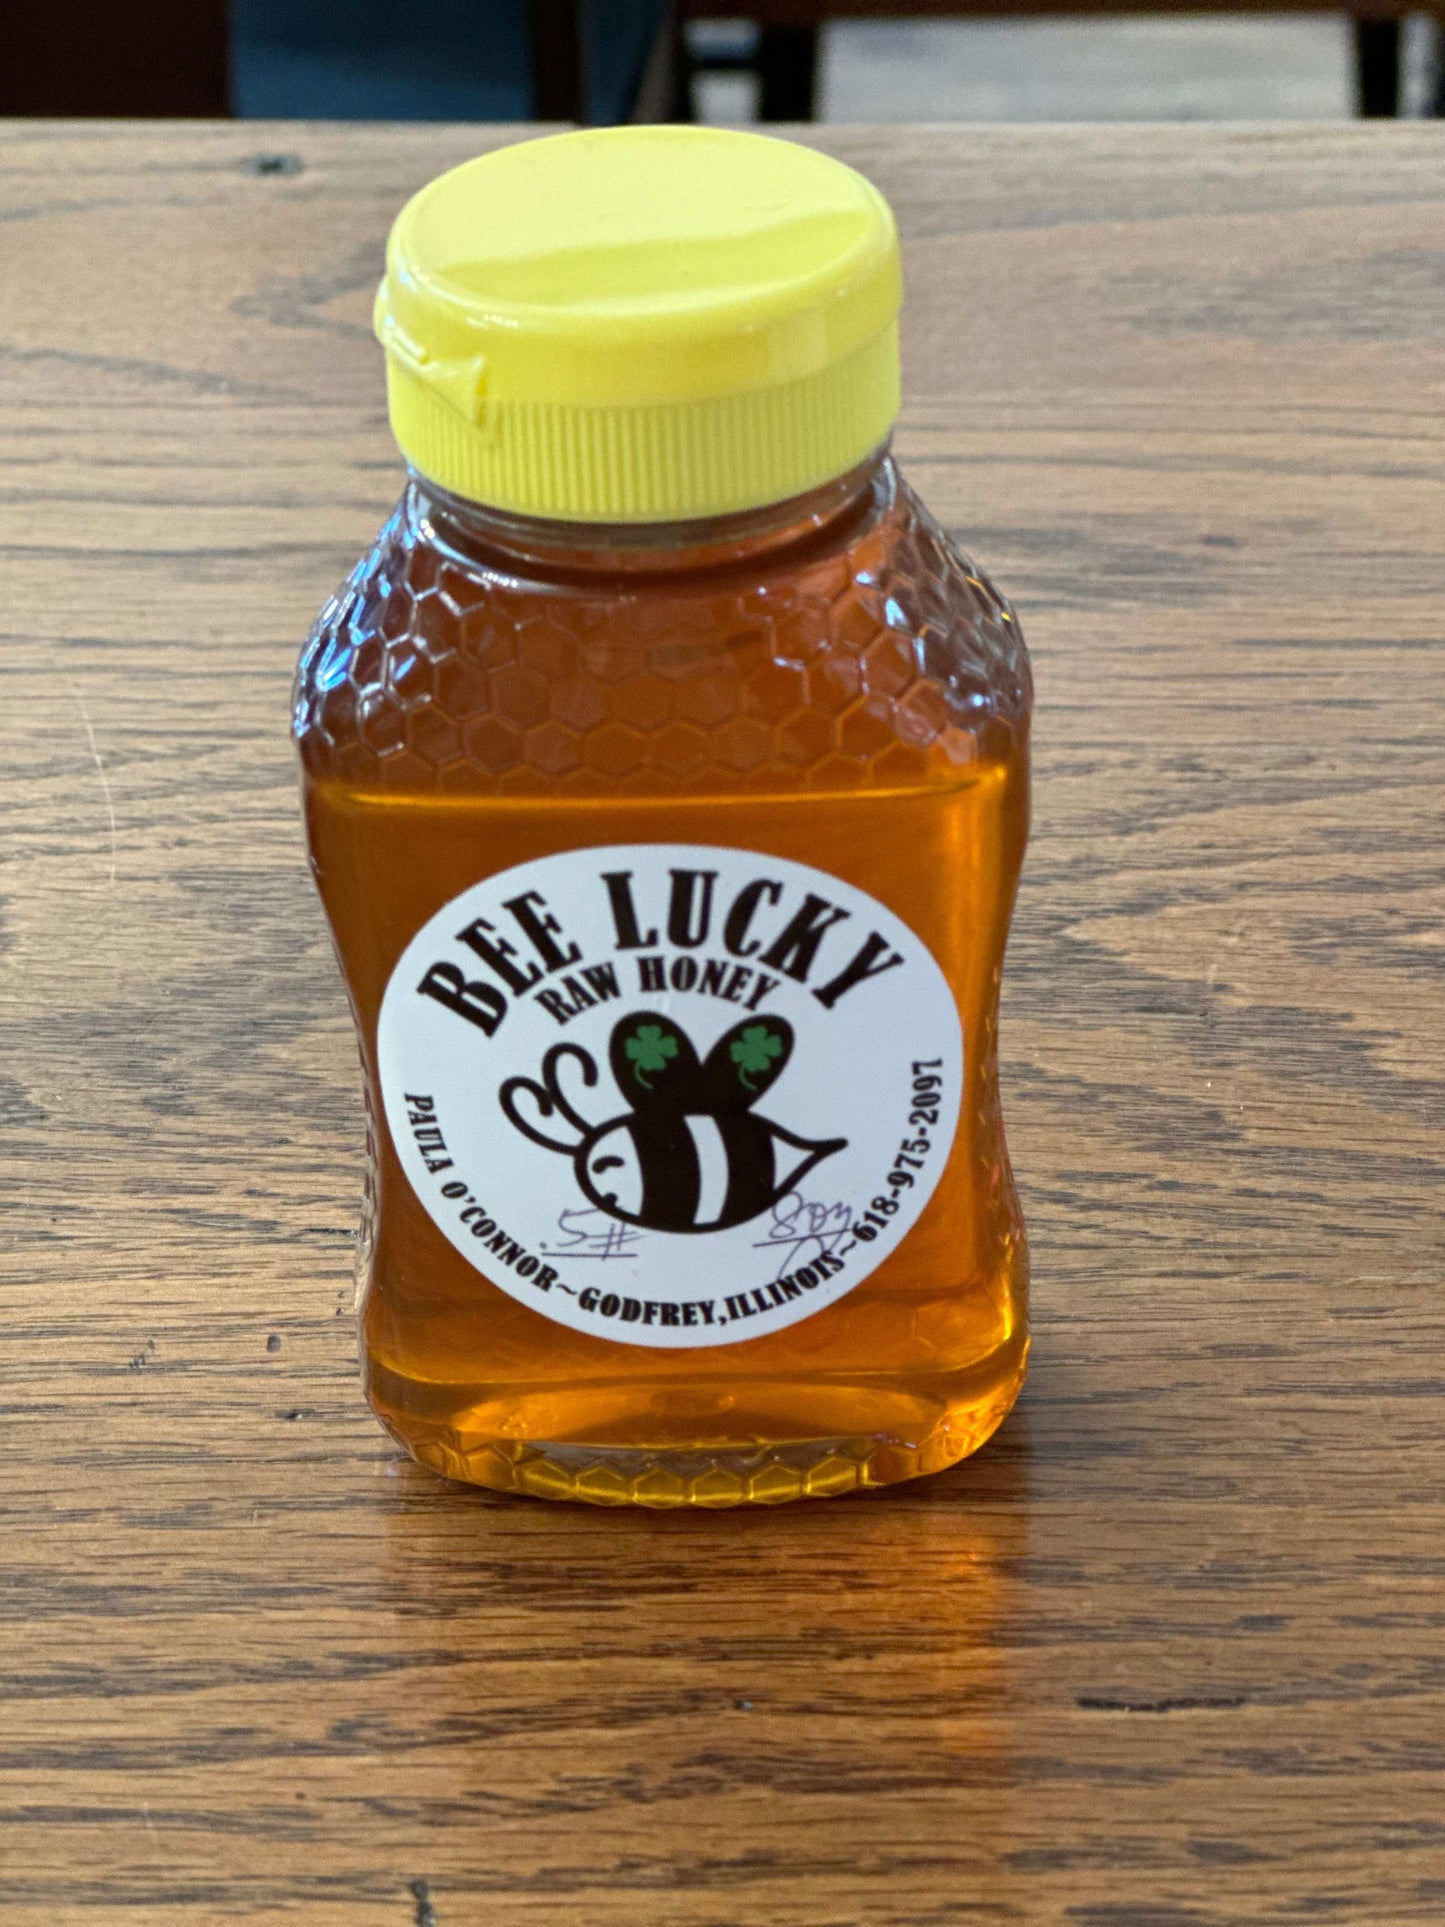 BEE LUCKY
RAW HONEY
.5# 8oz
PAULA O'CONNOR~GODFREY,ILLINOIS~618-975-2097